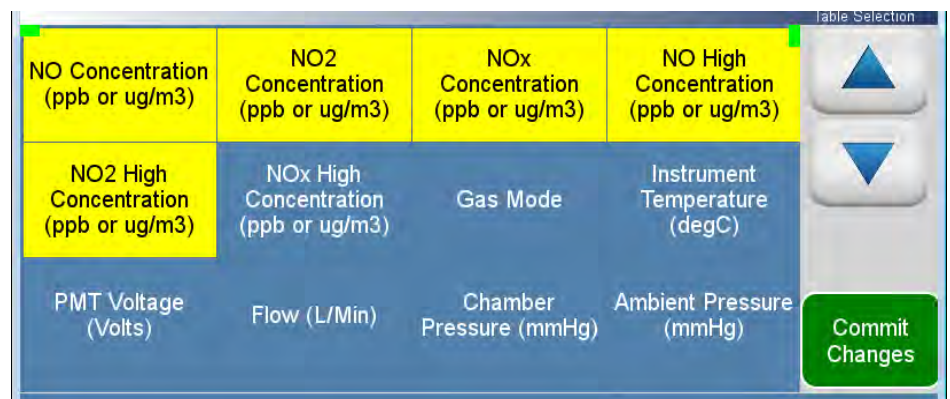 Table Selection
NO Concentration
(ppb or ug/m3)
NO2
Concentration
(ppb or ug/m3)
NOx
Concentration
(ppb or ug/m3)
NO High
Concentration
(ppb or ug/m3)
NO2 High
Concentration
(ppb or ug/m3)
NOx High
Concentration
(ppb or ug/m3)
Gas Mode
Instrument
Temperature
(degC)
PMT Voltage
(Volts)
Flow (L/Min)
Chamber
Pressure (mmHg)
Ambient Pressure
(mmHg)
Commit
Changes